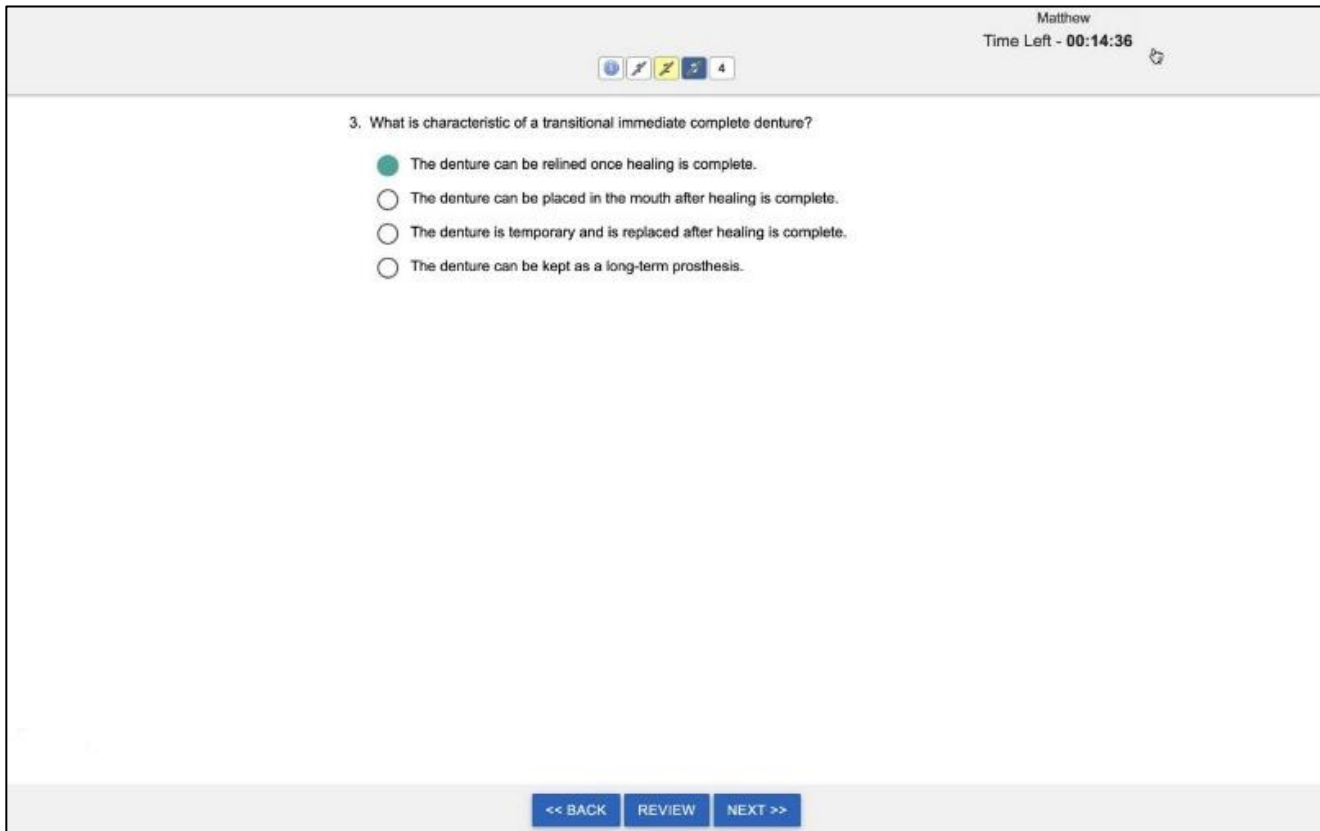 Matthew
Time Left - 00:14:36
1 2 3 4
3. What is characteristic of a transitional immediate complete denture?
The denture can be relined once healing is complete.
The denture can be placed in the mouth after healing is complete.
The denture is temporary and is replaced after healing is complete.
The denture can be kept as a long-term prosthesis.
<< BACK REVIEW NEXT >>